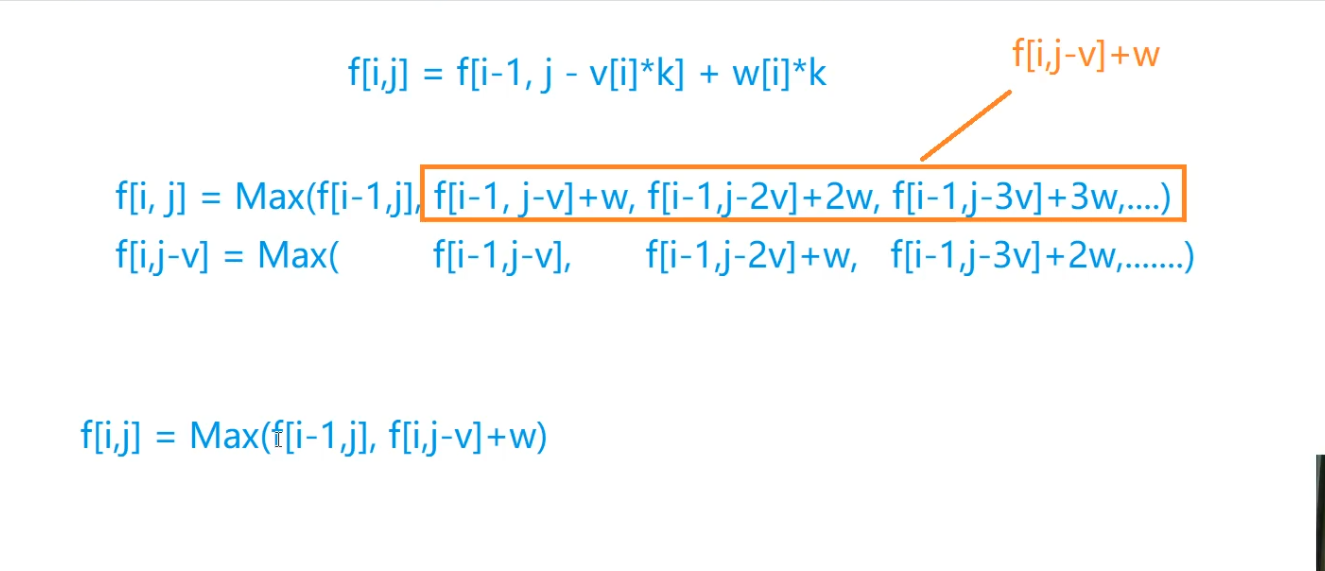 f[i,j-v]+w
f[i,j] = f[i-1, j - v[i]*k] + w[i]*k
f[i, j] = Max(f[i-1,j], f[i-1, j-v]+w, f[i-1,j-2v]+2w, f[i-1,j-3v]+3w,....)
f[i,j-v] = Max( f[i-1,j-v], f[i-1,j-2v]+w, f[i-1,j-3v]+2w,.......)
f[i,j] = Max(f[i-1,j], f[i,j-v]+w)